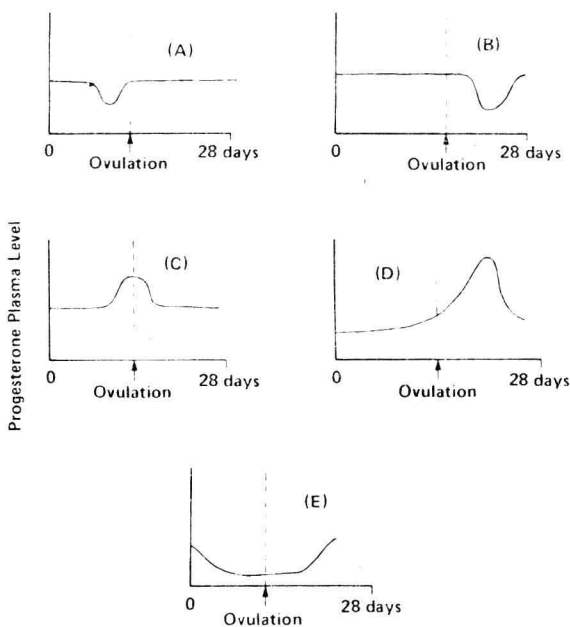 (A)
0
28 days
Ovulation
(B)
0
28 days
Ovulation
Progesterone Plasma Level
(C)
0
28 days
Ovulation
(D)
0
28 days
Ovulation
(E)
0
28 days
Ovulation